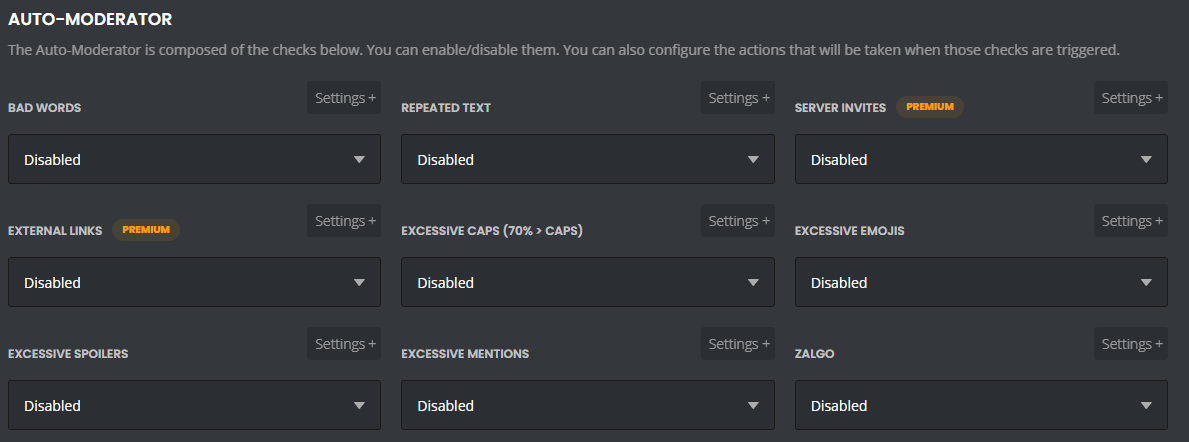 AUTO-MODERATOR
The Auto-Moderator is composed of the checks below. You can enable/disable them. You can also configure the actions that will be taken when those checks are triggered.
BAD WORDS Settings +
Disabled
REPEATED TEXT Settings +
Disabled
SERVER INVITES PREMIUM Settings +
Disabled
EXTERNAL LINKS PREMIUM Settings +
Disabled
EXCESSIVE CAPS (70% > CAPS) Settings +
Disabled
EXCESSIVE EMOJIS Settings +
Disabled
EXCESSIVE SPOILERS Settings +
Disabled
EXCESSIVE MENTIONS Settings +
Disabled
ZALGO Settings +
Disabled